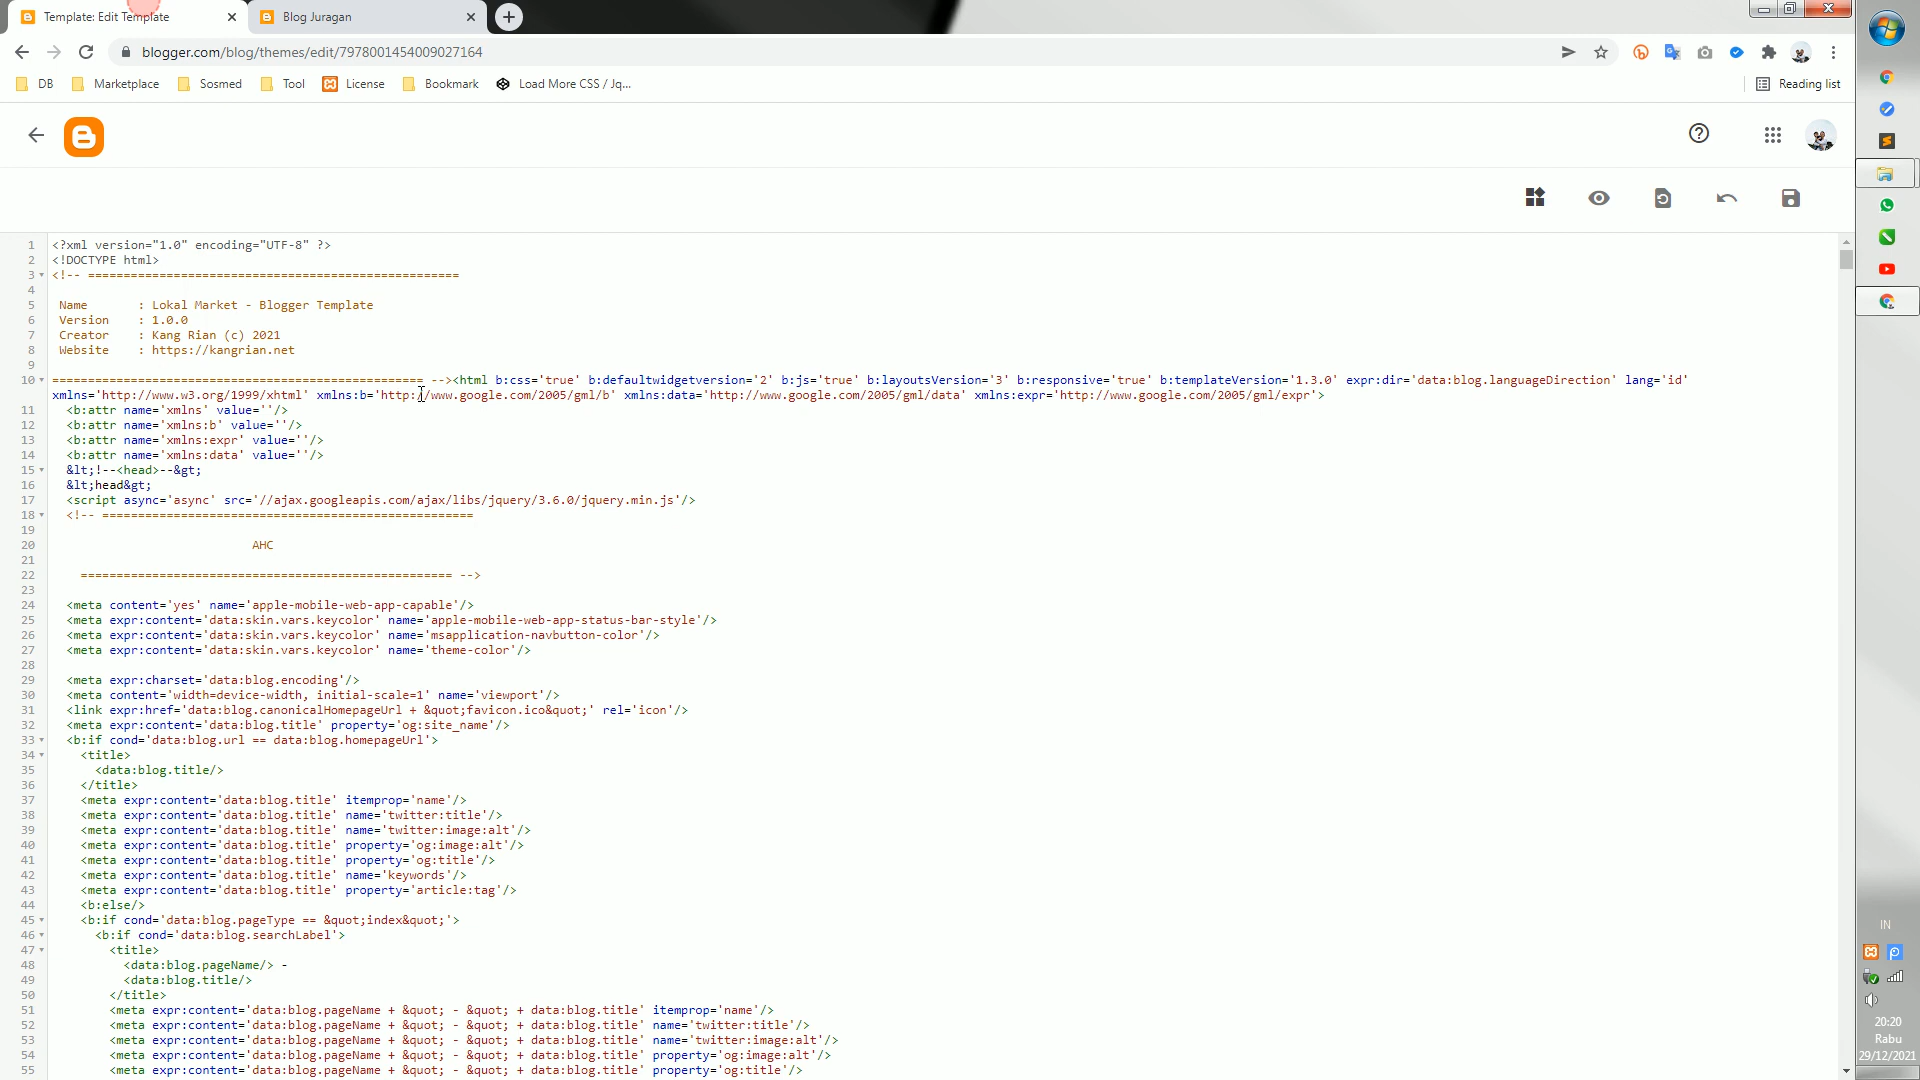 Template: Edit Template
Blog Juragan
blogger.com/blog/themes/edit/7978001454009027164
DB
Marketplace
Sosmed
Tool
License
Bookmark
Load More CSS / Jq...
Reading list
1 <?xml version="1.0" encoding="UTF-8" ?>
2 <!DOCTYPE html>
3 <!-- ====================================================
4
5 Name : Lokal Market - Blogger Template
6 Version : 1.0.0
7 Creator : Kang Rian (c) 2021
8 Website : https://kangrian.net
9
10 ==================================================== --><html b:css='true' b:defaultwidgetversion='2' b:js='true' b:layoutsVersion='3' b:responsive='true' b:templateVersion='1.3.0' expr:dir='data:blog.languageDirection' lang='id'
xmlns='http://www.w3.org/1999/xhtml' xmlns:b='http://www.google.com/2005/gml/b' xmlns:data='http://www.google.com/2005/gml/data' xmlns:expr='http://www.google.com/2005/gml/expr'>
11 <b:attr name='xmlns' value=''/>
12 <b:attr name='xmlns:b' value=''/>
13 <b:attr name='xmlns:expr' value=''/>
14 <b:attr name='xmlns:data' value=''/>
15 &lt;!--<head>--&gt;
16 &lt;head&gt;
17 <script async='async' src='//ajax.googleapis.com/ajax/libs/jquery/3.6.0/jquery.min.js'/>
18 <!-- ====================================================
19
20 AHC
21
22 ==================================================== -->
23
24 <meta content='yes' name='apple-mobile-web-app-capable'/>
25 <meta expr:content='data:skin.vars.keycolor' name='apple-mobile-web-app-status-bar-style'/>
26 <meta expr:content='data:skin.vars.keycolor' name='msapplication-navbutton-color'/>
27 <meta expr:content='data:skin.vars.keycolor' name='theme-color'/>
28
29 <meta expr:charset='data:blog.encoding'/>
30 <meta content='width=device-width, initial-scale=1' name='viewport'/>
31 <link expr:href='data:blog.canonicalHomepageUrl + &quot;favicon.ico&quot;' rel='icon'/>
32 <meta expr:content='data:blog.title' property='og:site_name'/>
33 <b:if cond='data:blog.url == data:blog.homepageUrl'>
34 <title>
35 <data:blog.title/>
36 </title>
37 <meta expr:content='data:blog.title' itemprop='name'/>
38 <meta expr:content='data:blog.title' name='twitter:title'/>
39 <meta expr:content='data:blog.title' name='twitter:image:alt'/>
40 <meta expr:content='data:blog.title' property='og:image:alt'/>
41 <meta expr:content='data:blog.title' property='og:title'/>
42 <meta expr:content='data:blog.title' name='keywords'/>
43 <meta expr:content='data:blog.title' property='article:tag'/>
44 <b:else/>
45 <b:if cond='data:blog.pageType == &quot;index&quot;'>
46 <b:if cond='data:blog.searchLabel'>
47 <title>
48 <data:blog.pageName/> -
49 <data:blog.title/>
50 </title>
51 <meta expr:content='data:blog.pageName + &quot; - &quot; + data:blog.title' itemprop='name'/>
52 <meta expr:content='data:blog.pageName + &quot; - &quot; + data:blog.title' name='twitter:title'/>
53 <meta expr:content='data:blog.pageName + &quot; - &quot; + data:blog.title' name='twitter:image:alt'/>
54 <meta expr:content='data:blog.pageName + &quot; - &quot; + data:blog.title' property='og:image:alt'/>
55 <meta expr:content='data:blog.pageName + &quot; - &quot; + data:blog.title' property='og:title'/>
IN
20:20
Rabu
29/12/2021